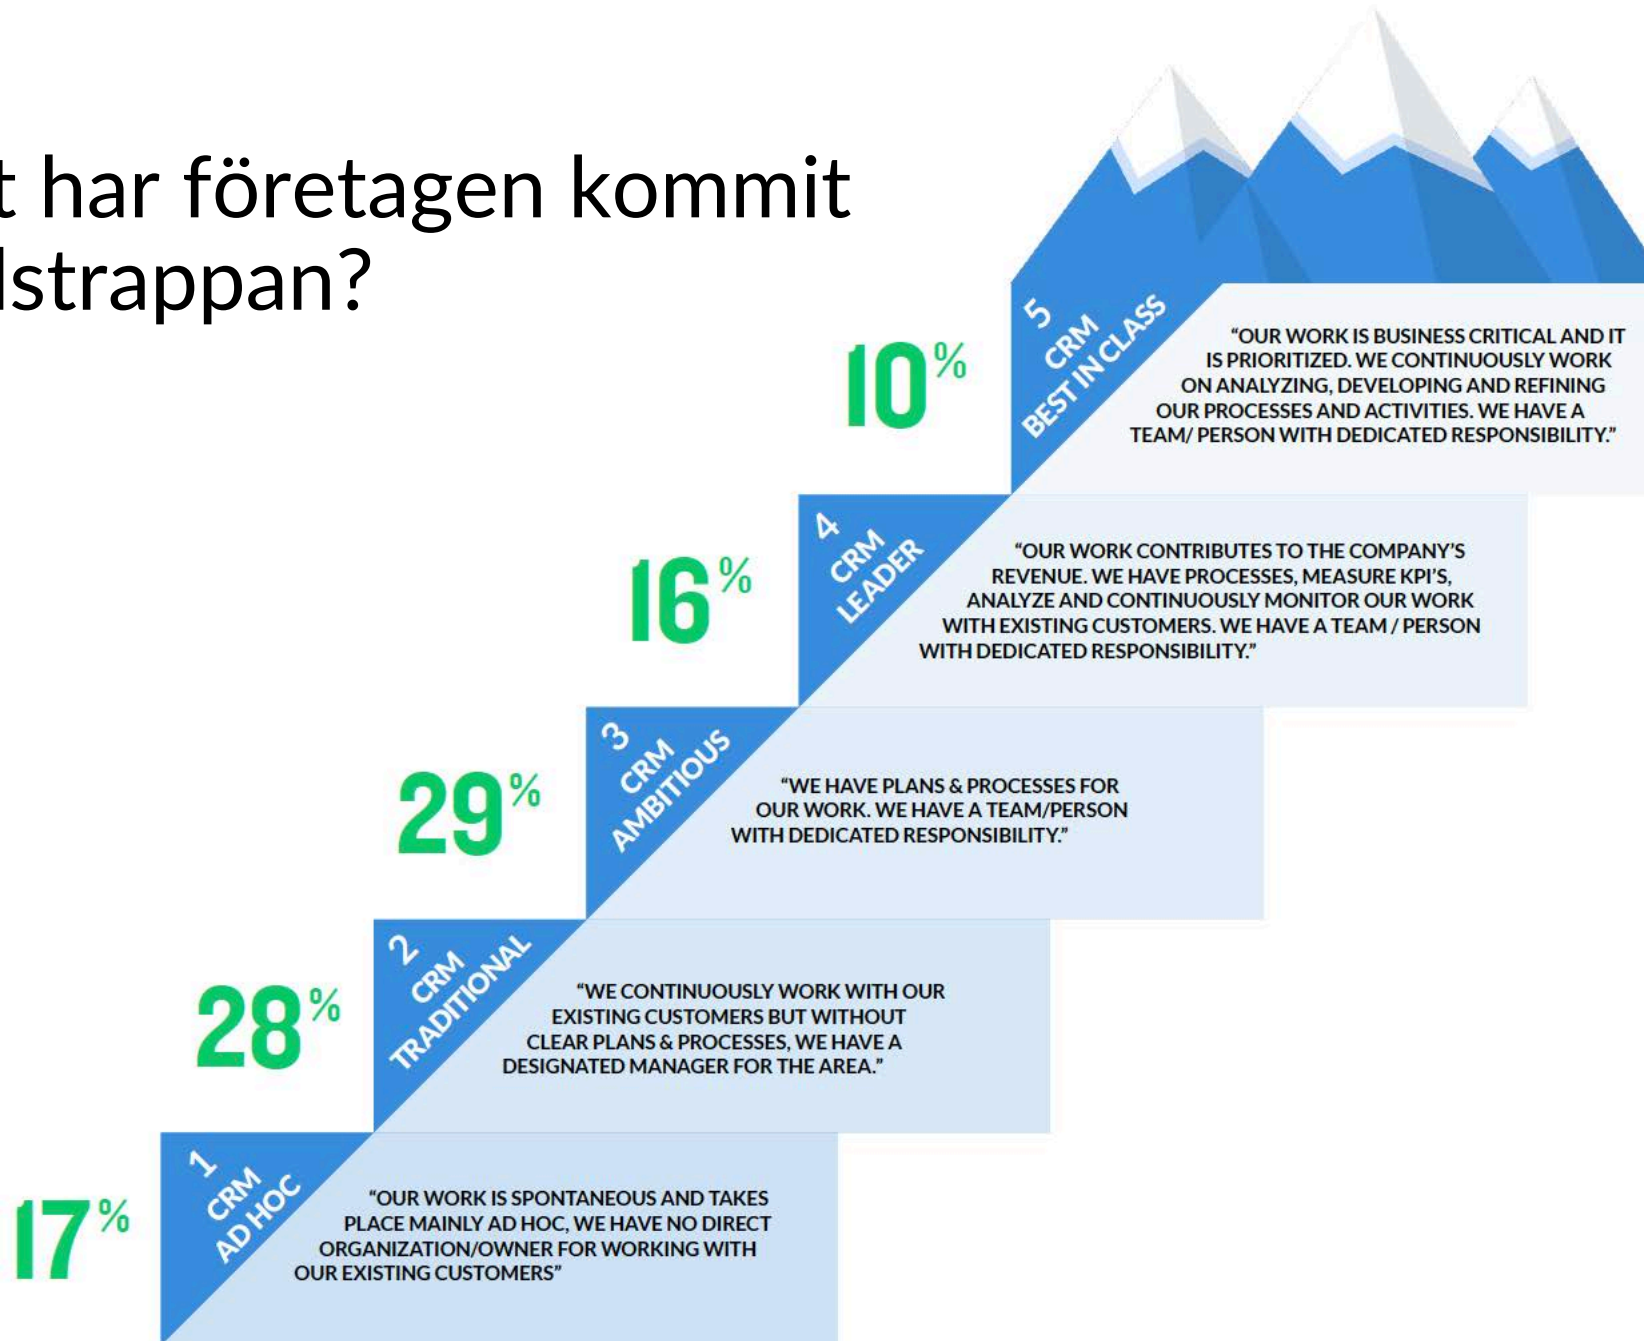 t har företagen kommit
lstrappan?
10%
5
CRM
BEST IN CLASS
“OUR WORK IS BUSINESS CRITICAL AND IT
IS PRIORITIZED. WE CONTINUOUSLY WORK
ON ANALYZING, DEVELOPING AND REFINING
OUR PROCESSES AND ACTIVITIES. WE HAVE A
TEAM/ PERSON WITH DEDICATED RESPONSIBILITY.”
16%
4
CRM
LEADER
“OUR WORK CONTRIBUTES TO THE COMPANY’S
REVENUE. WE HAVE PROCESSES, MEASURE KPI’S,
ANALYZE AND CONTINUOUSLY MONITOR OUR WORK
WITH EXISTING CUSTOMERS. WE HAVE A TEAM / PERSON
WITH DEDICATED RESPONSIBILITY.”
29%
3
CRM
AMBITIOUS
“WE HAVE PLANS & PROCESSES FOR
OUR WORK. WE HAVE A TEAM/PERSON
WITH DEDICATED RESPONSIBILITY.”
28%
2
CRM
TRADITIONAL
“WE CONTINUOUSLY WORK WITH OUR
EXISTING CUSTOMERS BUT WITHOUT
CLEAR PLANS & PROCESSES, WE HAVE A
DESIGNATED MANAGER FOR THE AREA.”
17%
1
CRM
AD HOC
“OUR WORK IS SPONTANEOUS AND TAKES
PLACE MAINLY AD HOC, WE HAVE NO DIRECT
ORGANIZATION/OWNER FOR WORKING WITH
OUR EXISTING CUSTOMERS”